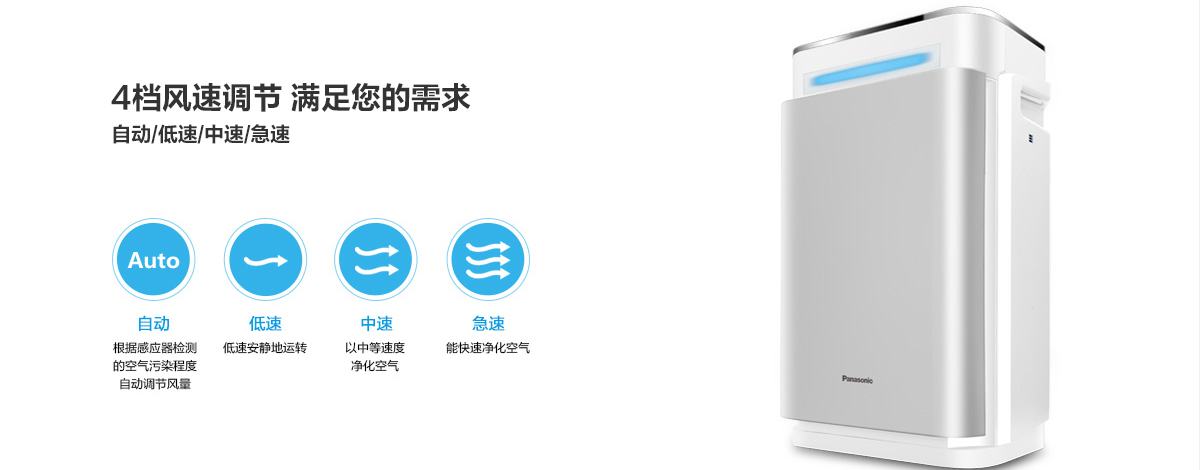 4档风速调节 满足您的需求
自动/低速/中速/急速
Auto
自动
根据感应器检测
的空气污染程度
自动调节风量
低速
低速安静地运转
中速
以中等速度
净化空气
急速
能快速净化空气
Panasonic